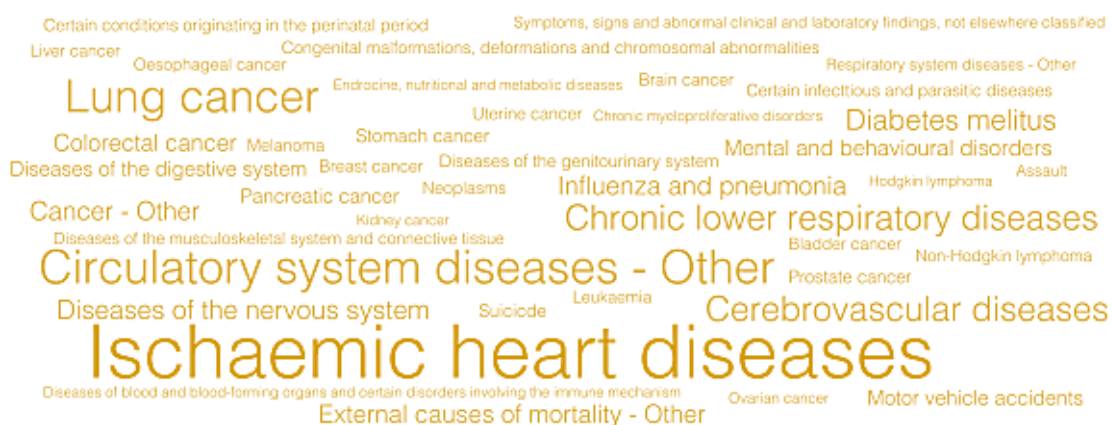 Certain conditions originating in the perinatal period
Symptoms, signs and abnormal clinical and laboratory findings, not elsewhere classified
Liver cancer
Congenital malformations, deformations and chromosomal abnormalities
Oesophageal cancer
Respiratory system diseases - Other
Lung cancer
Endrocrine, nutritional and metabolic diseases
Brain cancer
Certain infecttious and parasitic diseases
Uterine cancer
Chronic myeloproliferative disorders
Diabetes melitus
Colorectal cancer
Melanoma
Stomach cancer
Mental and behavioural disorders
Diseases of the digestive system
Breast cancer
Diseases of the genitourinary system
Assault
Pancreatic cancer
Neoplasms
Influenza and pneumonia
Hodgkin lymphoma
Cancer - Other
Kidney cancer
Chronic lower respiratory diseases
Diseases of the musculoskeletal system and connective tissue
Bladder cancer
Non-Hodgkin lymphoma
Circulatory system diseases - Other
Prostate cancer
Diseases of the nervous system
Suicicde
Leukaemia
Cerebrovascular diseases
Ischaemic heart diseases
Diseases of blood and blood-forming organs and certain disorders involving the immune mechanism
Ovarian cancer
Motor vehicle accidents
External causes of mortality - Other